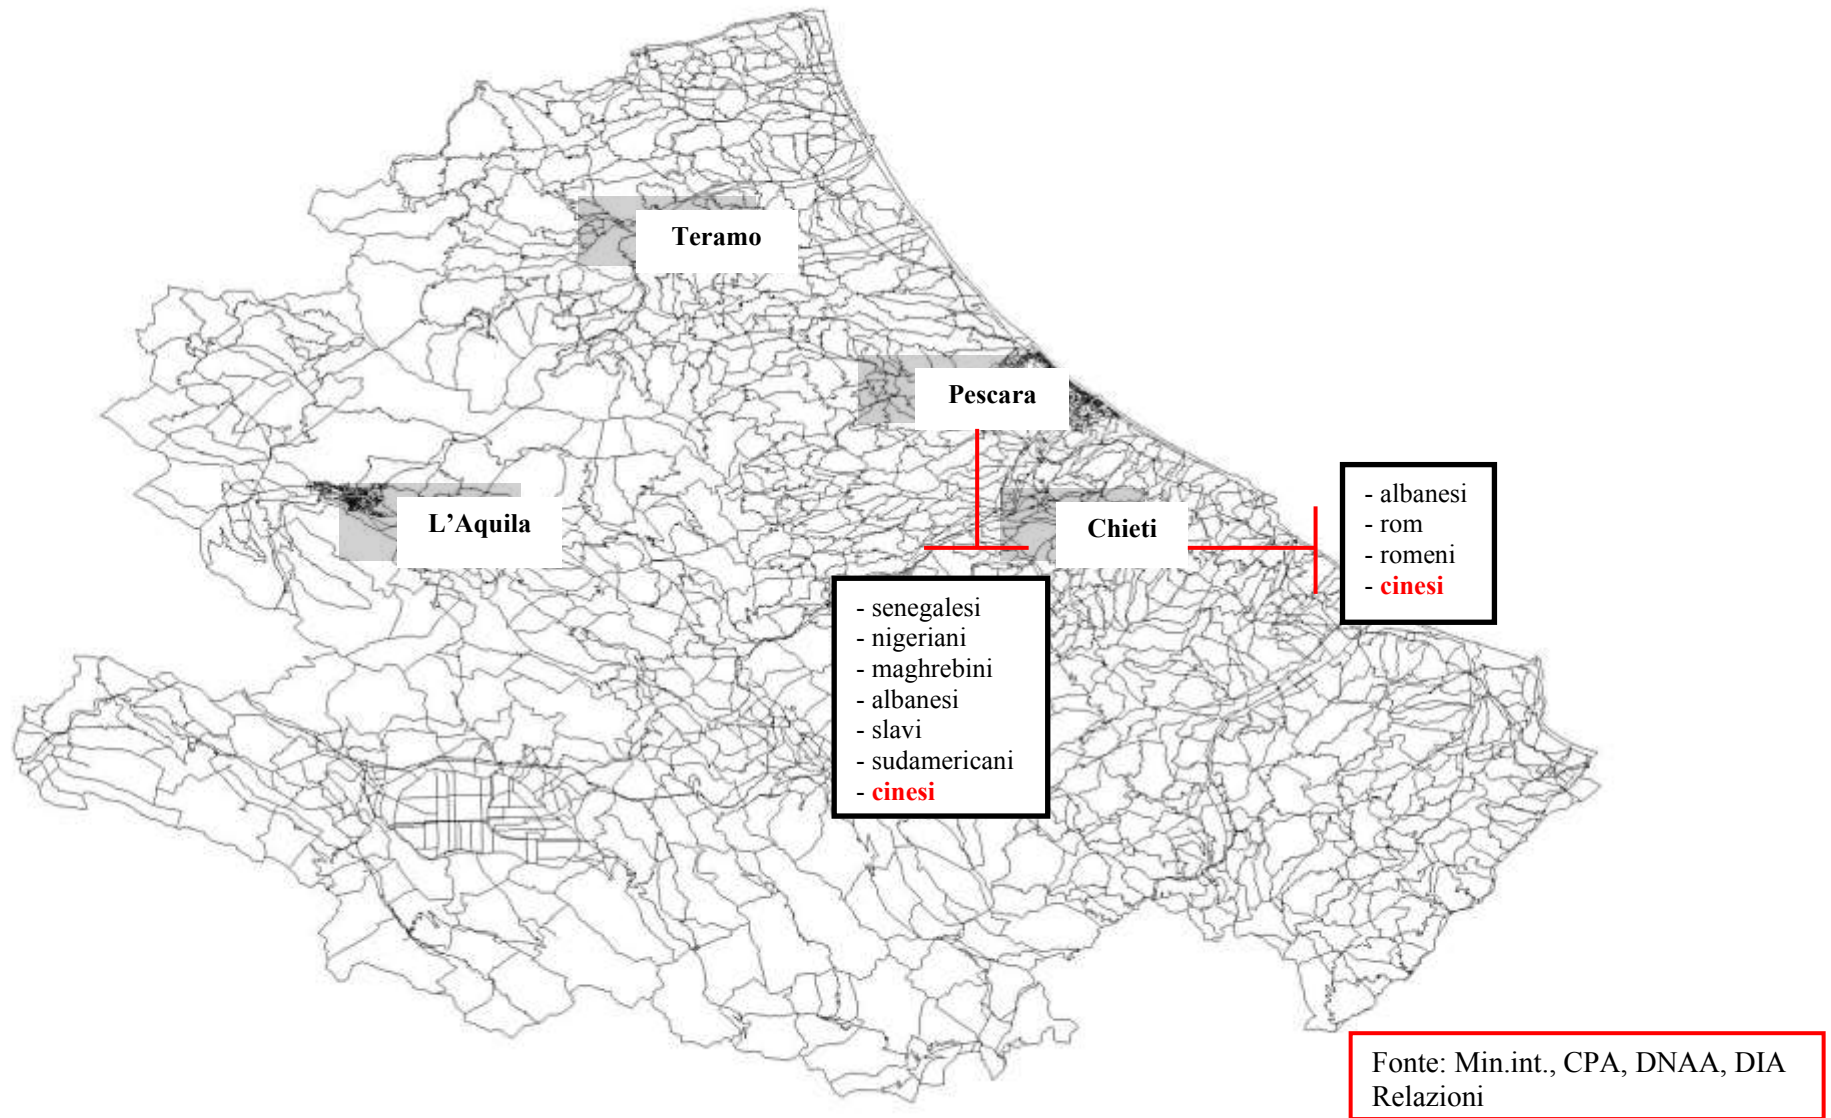 Teramo
Pescara
L'Aquila
Chieti
- albanesi
- rom
- romeni
- cinesi
- senegalesi
- nigeriani
- maghrebini
- albanesi
- slavi
- sudamericani
- cinesi
Fonte: Min.int., CPA, DNAA, DIA
Relazioni